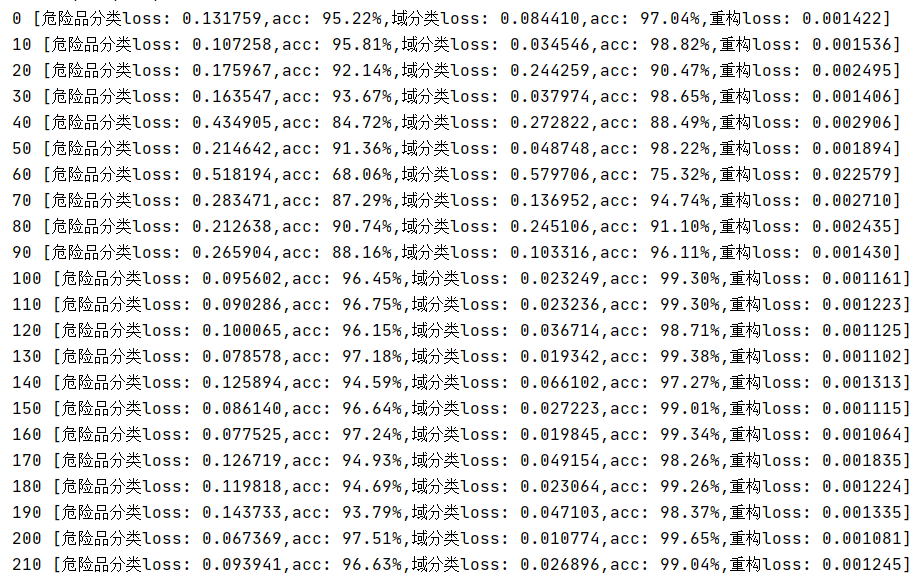 0 [危险品分类loss: 0.131759,acc: 95.22%,域分类loss: 0.084410,acc: 97.04%,重构loss: 0.001422]
10 [危险品分类loss: 0.107258,acc: 95.81%,域分类loss: 0.034546,acc: 98.82%,重构loss: 0.001536]
20 [危险品分类loss: 0.175967,acc: 92.14%,域分类loss: 0.244259,acc: 90.47%,重构loss: 0.002495]
30 [危险品分类loss: 0.163547,acc: 93.67%,域分类loss: 0.037974,acc: 98.65%,重构loss: 0.001406]
40 [危险品分类loss: 0.434905,acc: 84.72%,域分类loss: 0.272822,acc: 88.49%,重构loss: 0.002906]
50 [危险品分类loss: 0.214642,acc: 91.36%,域分类loss: 0.048748,acc: 98.22%,重构loss: 0.001894]
60 [危险品分类loss: 0.518194,acc: 68.06%,域分类loss: 0.579706,acc: 75.32%,重构loss: 0.022579]
70 [危险品分类loss: 0.283471,acc: 87.29%,域分类loss: 0.136952,acc: 94.74%,重构loss: 0.002710]
80 [危险品分类loss: 0.212638,acc: 90.74%,域分类loss: 0.245106,acc: 91.10%,重构loss: 0.002435]
90 [危险品分类loss: 0.265904,acc: 88.16%,域分类loss: 0.103316,acc: 96.11%,重构loss: 0.001430]
100 [危险品分类loss: 0.095602,acc: 96.45%,域分类loss: 0.023249,acc: 99.30%,重构loss: 0.001161]
110 [危险品分类loss: 0.090286,acc: 96.75%,域分类loss: 0.023236,acc: 99.30%,重构loss: 0.001223]
120 [危险品分类loss: 0.100065,acc: 96.15%,域分类loss: 0.036714,acc: 98.71%,重构loss: 0.001125]
130 [危险品分类loss: 0.078578,acc: 97.18%,域分类loss: 0.019342,acc: 99.38%,重构loss: 0.001102]
140 [危险品分类loss: 0.125894,acc: 94.59%,域分类loss: 0.066102,acc: 97.27%,重构loss: 0.001313]
150 [危险品分类loss: 0.086140,acc: 96.64%,域分类loss: 0.027223,acc: 99.01%,重构loss: 0.001115]
160 [危险品分类loss: 0.077525,acc: 97.24%,域分类loss: 0.019845,acc: 99.34%,重构loss: 0.001064]
170 [危险品分类loss: 0.126719,acc: 94.93%,域分类loss: 0.049154,acc: 98.26%,重构loss: 0.001835]
180 [危险品分类loss: 0.119818,acc: 94.69%,域分类loss: 0.023064,acc: 99.26%,重构loss: 0.001224]
190 [危险品分类loss: 0.143733,acc: 93.79%,域分类loss: 0.047103,acc: 98.37%,重构loss: 0.001335]
200 [危险品分类loss: 0.067369,acc: 97.51%,域分类loss: 0.010774,acc: 99.65%,重构loss: 0.001081]
210 [危险品分类loss: 0.093941,acc: 96.63%,域分类loss: 0.026896,acc: 99.04%,重构loss: 0.001245]